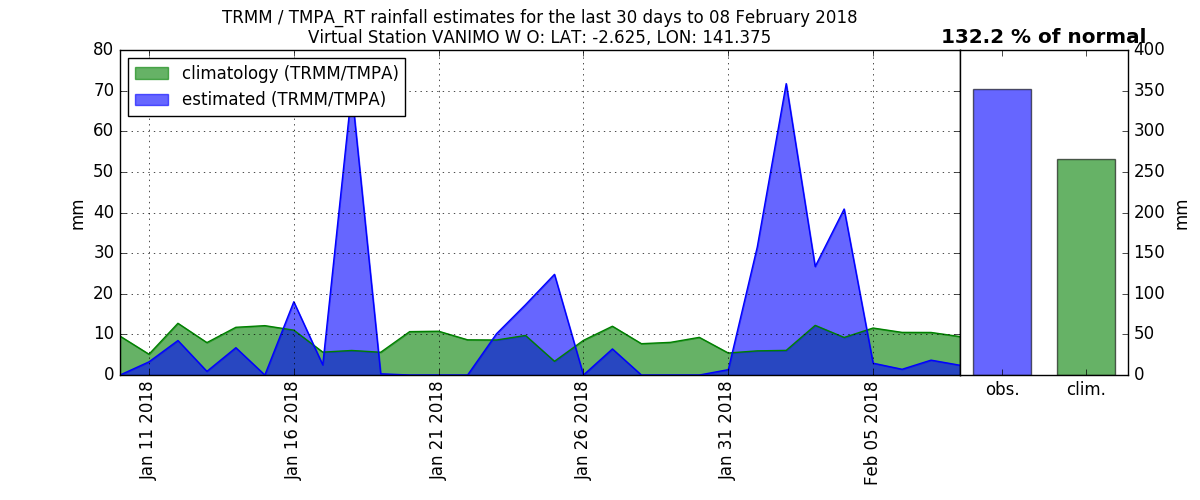 TRMM / TMPA_RT rainfall estimates for the last 30 days to 08 February 2018
Virtual Station VANIMO W O: LAT: -2.625, LON: 141.375
132.2 % of normal
climatology (TRMM/TMPA)
estimated (TRMM/TMPA)
mm
80
70
60
50
40
30
20
10
0
Jan 11 2018
Jan 16 2018
Jan 21 2018
Jan 26 2018
Jan 31 2018
Feb 05 2018
obs.
clim.
400
350
300
250
200
150
100
50
0
mm